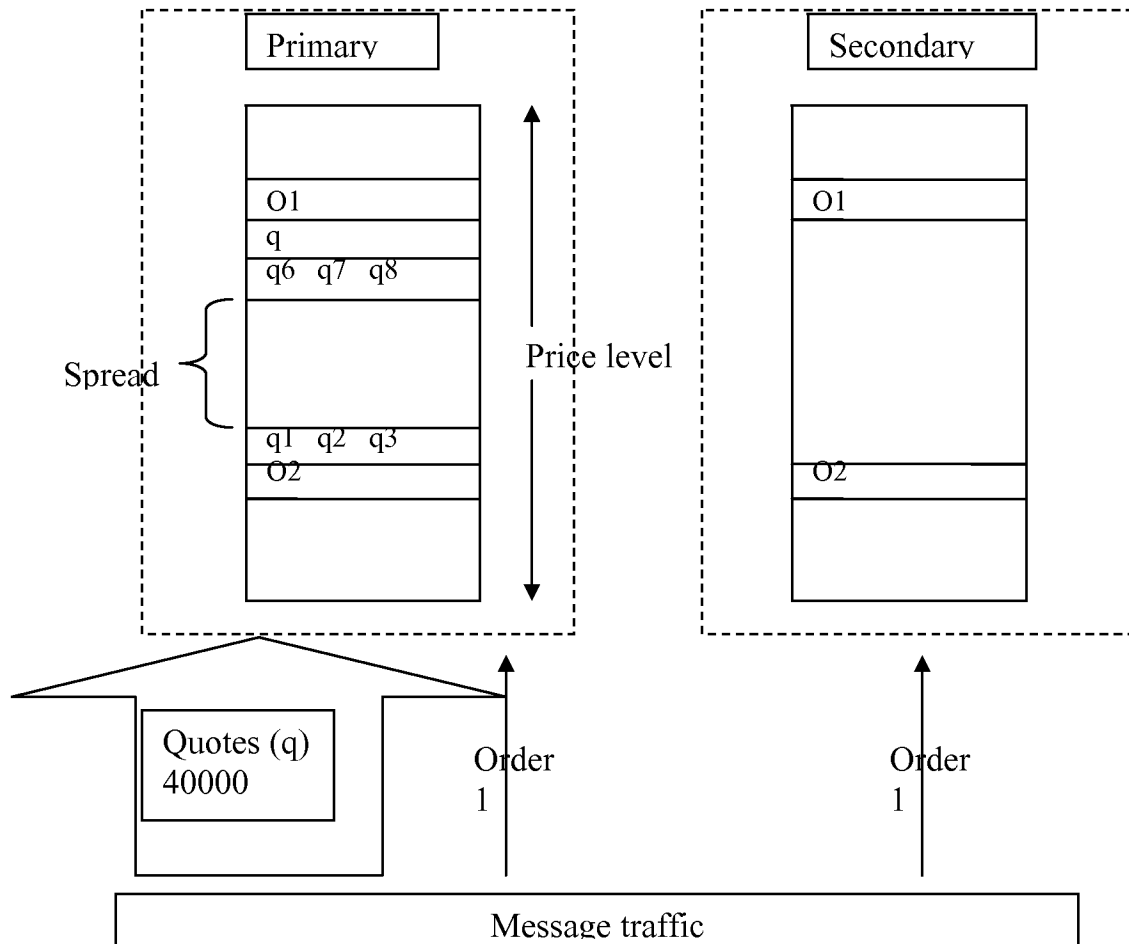 Primary
Secondary
O1
q
q6 q7 q8
Spread
q1 q2 q3
O2
Price level
O1
O2
Quotes (q)
40000
Order
1
Order
1
Message traffic